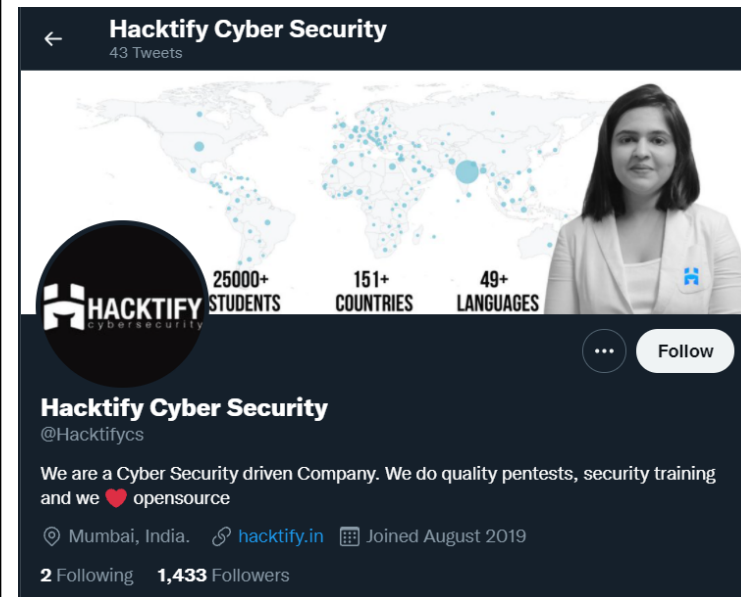 Hacktify Cyber Security
43 Tweets
25000+ STUDENTS
151+ COUNTRIES
49+ LANGUAGES
HACKTIFY
cybersecurity
Follow
Hacktify Cyber Security
@Hacktifycs
We are a Cyber Security driven Company. We do quality pentests, security training
and we ❤️ opensource
Mumbai, India. hacktify.in Joined August 2019
2 Following 1,433 Followers